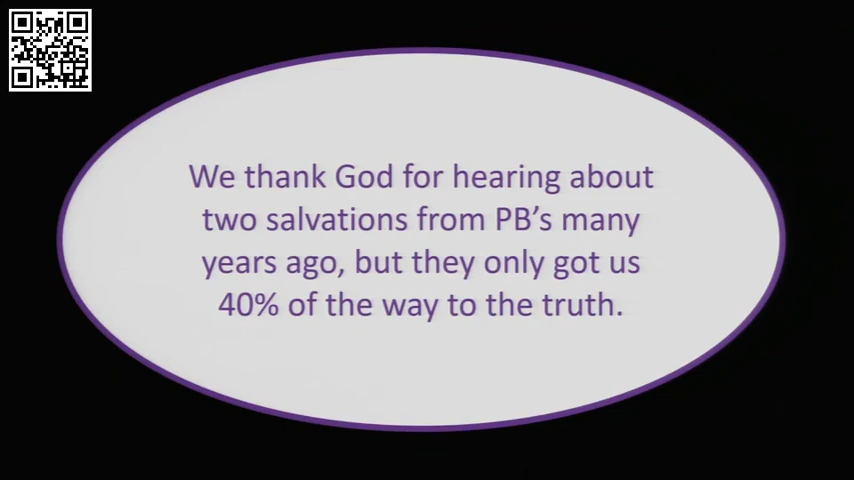 We thank God for hearing about
two salvations from PB's many
years ago, but they only got us
40% of the way to the truth.